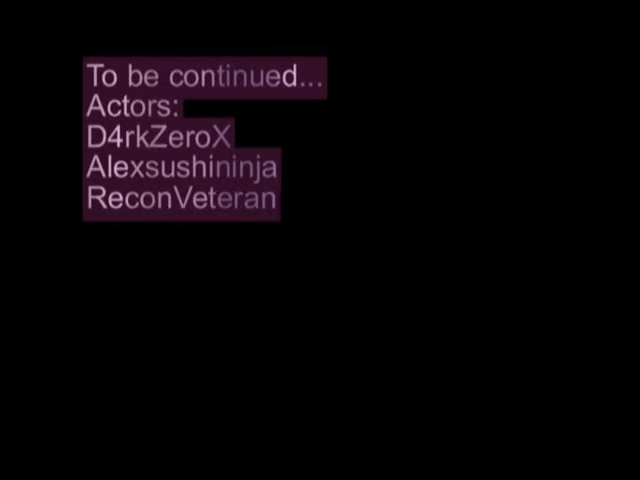 To be continued...
Actors:
D4rkZeroX
Alexsushininja
ReconVeteran